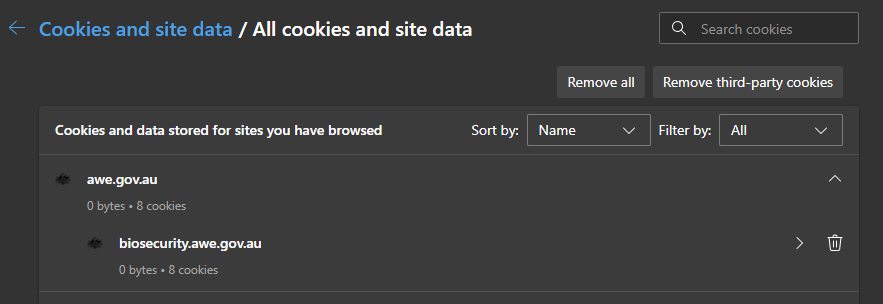 Cookies and site data / All cookies and site data
Search cookies
Remove all
Remove third-party cookies
Cookies and data stored for sites you have browsed
Sort by:
Name
Filter by:
All
awe.gov.au
0 bytes • 8 cookies
biosecurity.awe.gov.au
0 bytes • 8 cookies